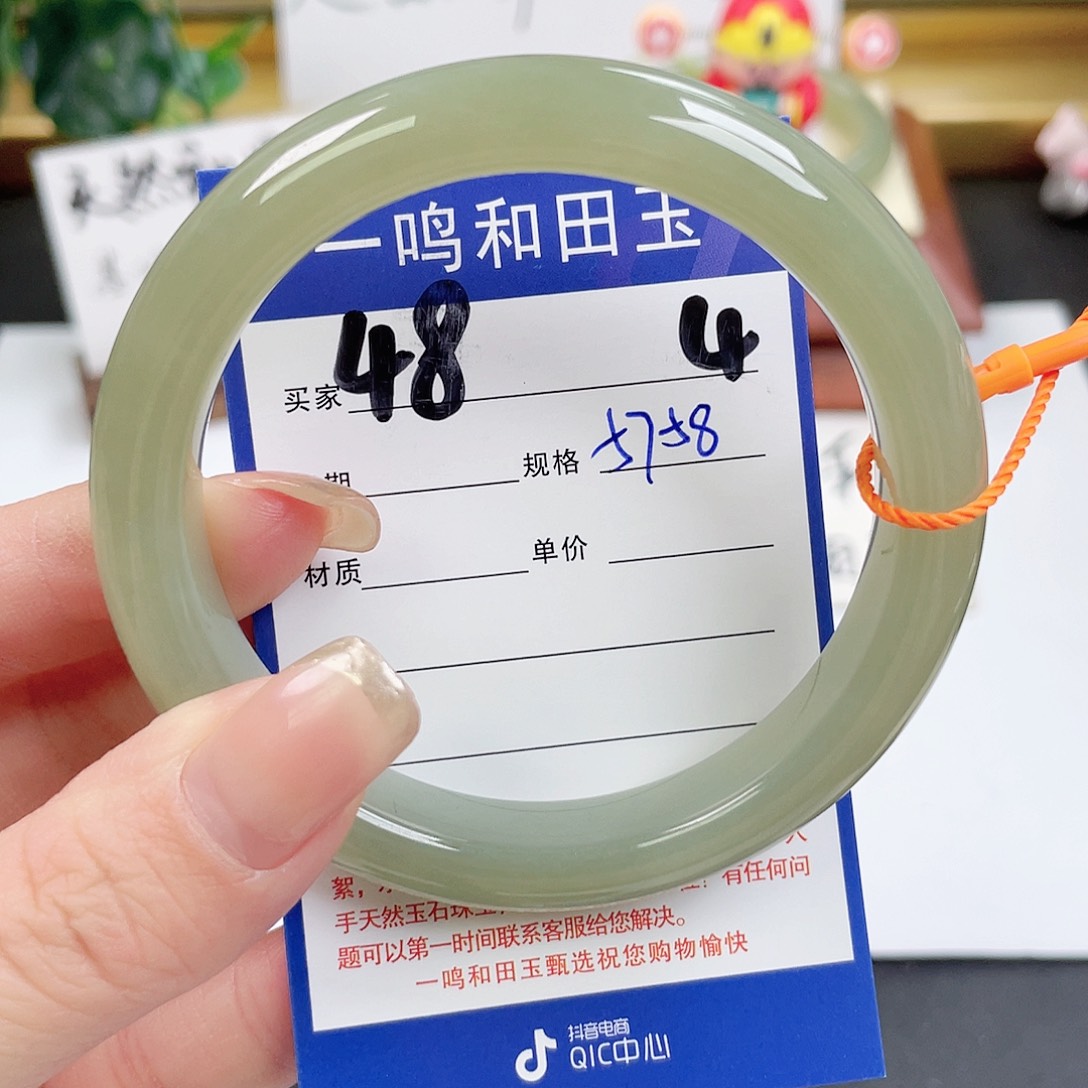 天然
一鸣和田玉
买家 48 4
期 规格 5758
材质 单价
絮，
有任何问
手天然玉石珠
题可以第一时间联系客服给您解决。
一鸣和田玉甄选祝您购物愉快
抖音电商
QIC中心